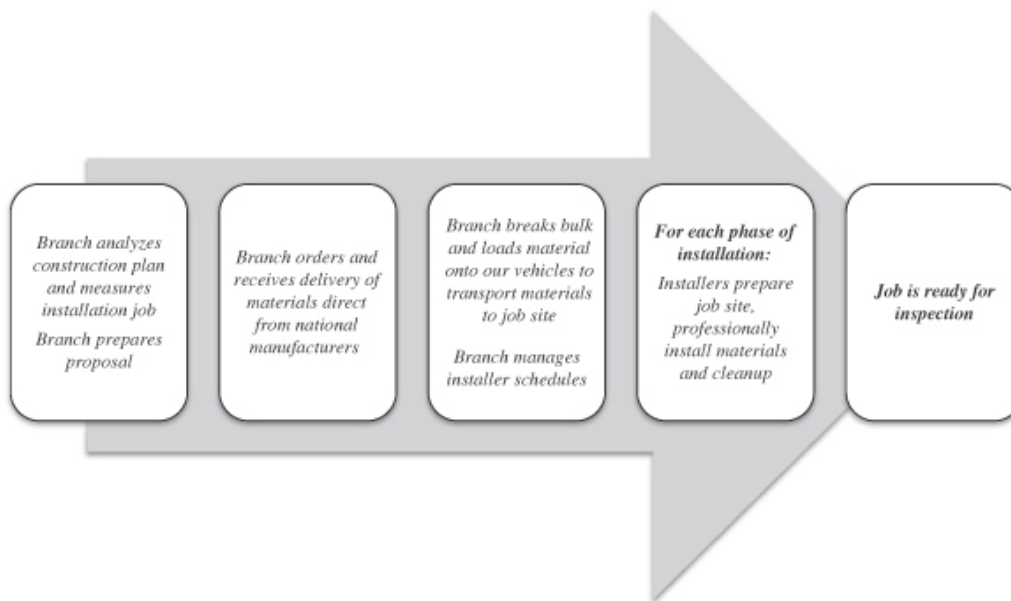 Branch analyzes
construction plan
and measures
installation job
Branch prepares
proposal
Branch orders and
receives delivery of
materials direct
from national
manufacturers
Branch breaks bulk
and loads material
onto our vehicles to
transport materials
to job site
Branch manages
installer schedules
For each phase of
installation:
Installers prepare
job site,
professionally
install materials
and cleanup
Job is ready for
inspection